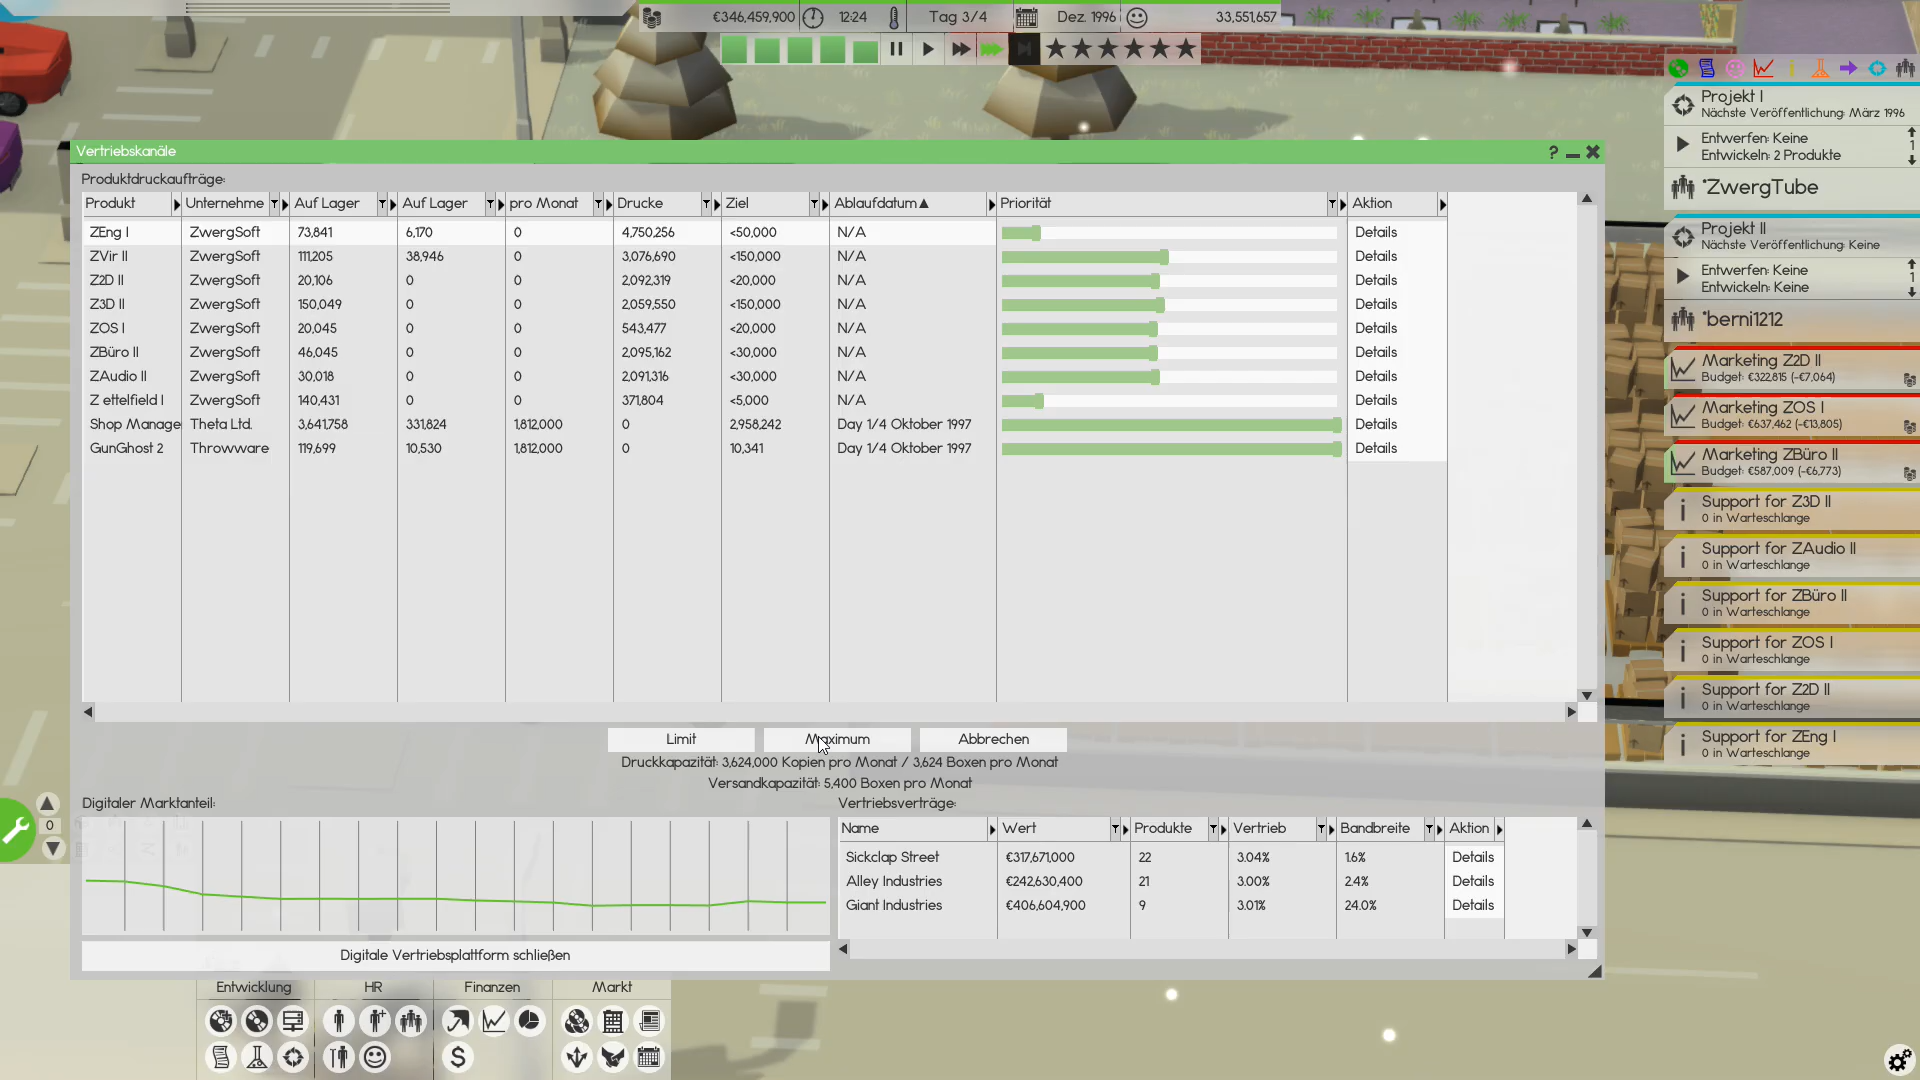 €346,459,900
12:24
Tag 3/4
Dez. 1996
33,551,657
Projekt I
Nächste Veröffentlichung: März 1996
Entwerfen: Keine
Entwickeln: 2 Produkte
1
*ZwergTube
Projekt II
Nächste Veröffentlichung: Keine
Entwerfen: Keine
Entwickeln: Keine
1
*berni1212
Marketing Z2D II
Budget: €322,815 (-€7,064)
Marketing ZOS I
Budget: €637,462 (-€13,805)
Marketing ZBüro II
Budget: €587,009 (-€6,773)
Support for Z3D II
0 in Warteschlange
Support for ZAudio II
0 in Warteschlange
Support for ZBüro II
0 in Warteschlange
Support for ZOS I
0 in Warteschlange
Support for Z2D II
0 in Warteschlange
Support for ZEng I
0 in Warteschlange
Vertriebskanäle ?
Produktdruckaufträge:
Produkt Unternehme Auf Lager Auf Lager pro Monat Drucke Ziel Ablaufdatum Priorität Aktion
ZEng I ZwergSoft 73,841 6,170 0 4,750,256 <50,000 N/A Details
ZVir II ZwergSoft 111,205 38,946 0 3,076,690 <150,000 N/A Details
Z2D II ZwergSoft 20,106 0 0 2,092,319 <20,000 N/A Details
Z3D II ZwergSoft 150,049 0 0 2,059,550 <150,000 N/A Details
ZOS I ZwergSoft 20,045 0 0 543,477 <20,000 N/A Details
ZBüro II ZwergSoft 46,045 0 0 2,095,162 <30,000 N/A Details
ZAudio II ZwergSoft 30,018 0 0 2,091,316 <30,000 N/A Details
Z ettelfield I ZwergSoft 140,431 0 0 371,804 <5,000 N/A Details
Shop Manage Theta Ltd. 3,641,758 331,824 1,812,000 0 2,958,242 Day 1/4 Oktober 1997 Details
GunGhost 2 Throwware 119,699 10,530 1,812,000 0 10,341 Day 1/4 Oktober 1997 Details
Limit Maximum Abbrechen
Druckkapazität: 3,624,000 Kopien pro Monat / 3,624 Boxen pro Monat
Versandkapazität: 5,400 Boxen pro Monat
Digitaler Marktanteil:
Digitale Vertriebsplattform schließen
Vertriebsverträge:
Name Wert Produkte Vertrieb Bandbreite Aktion
Sickclap Street €317,671,000 22 3.04% 1.6% Details
Alley Industries €242,630,400 21 3.00% 2.4% Details
Giant Industries €406,604,900 9 3.01% 24.0% Details
0
Entwicklung HR Finanzen Markt